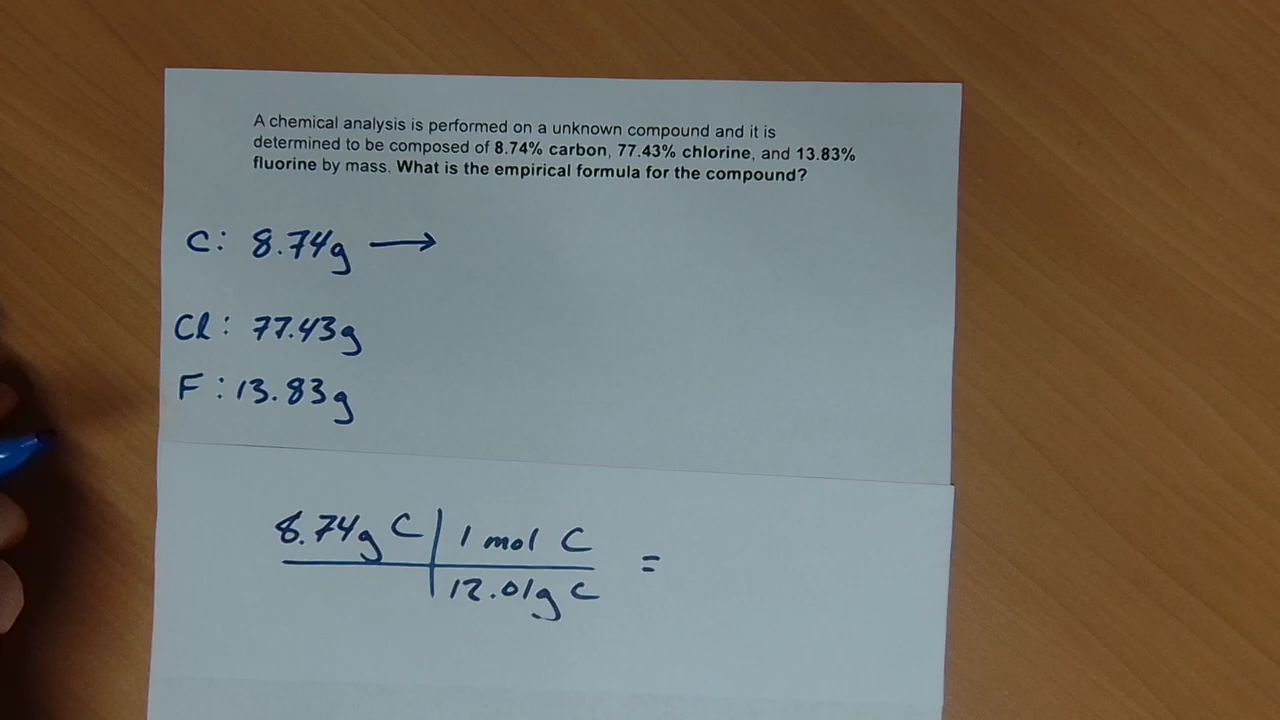 A chemical analysis is performed on a unknown compound and it is
determined to be composed of 8.74% carbon, 77.43% chlorine, and 13.83%
fluorine by mass. What is the empirical formula for the compound?
C: 8.74g →
Cl: 77.43g
F: 13.83g
8.74g C | 1 mol C
12.01g C =